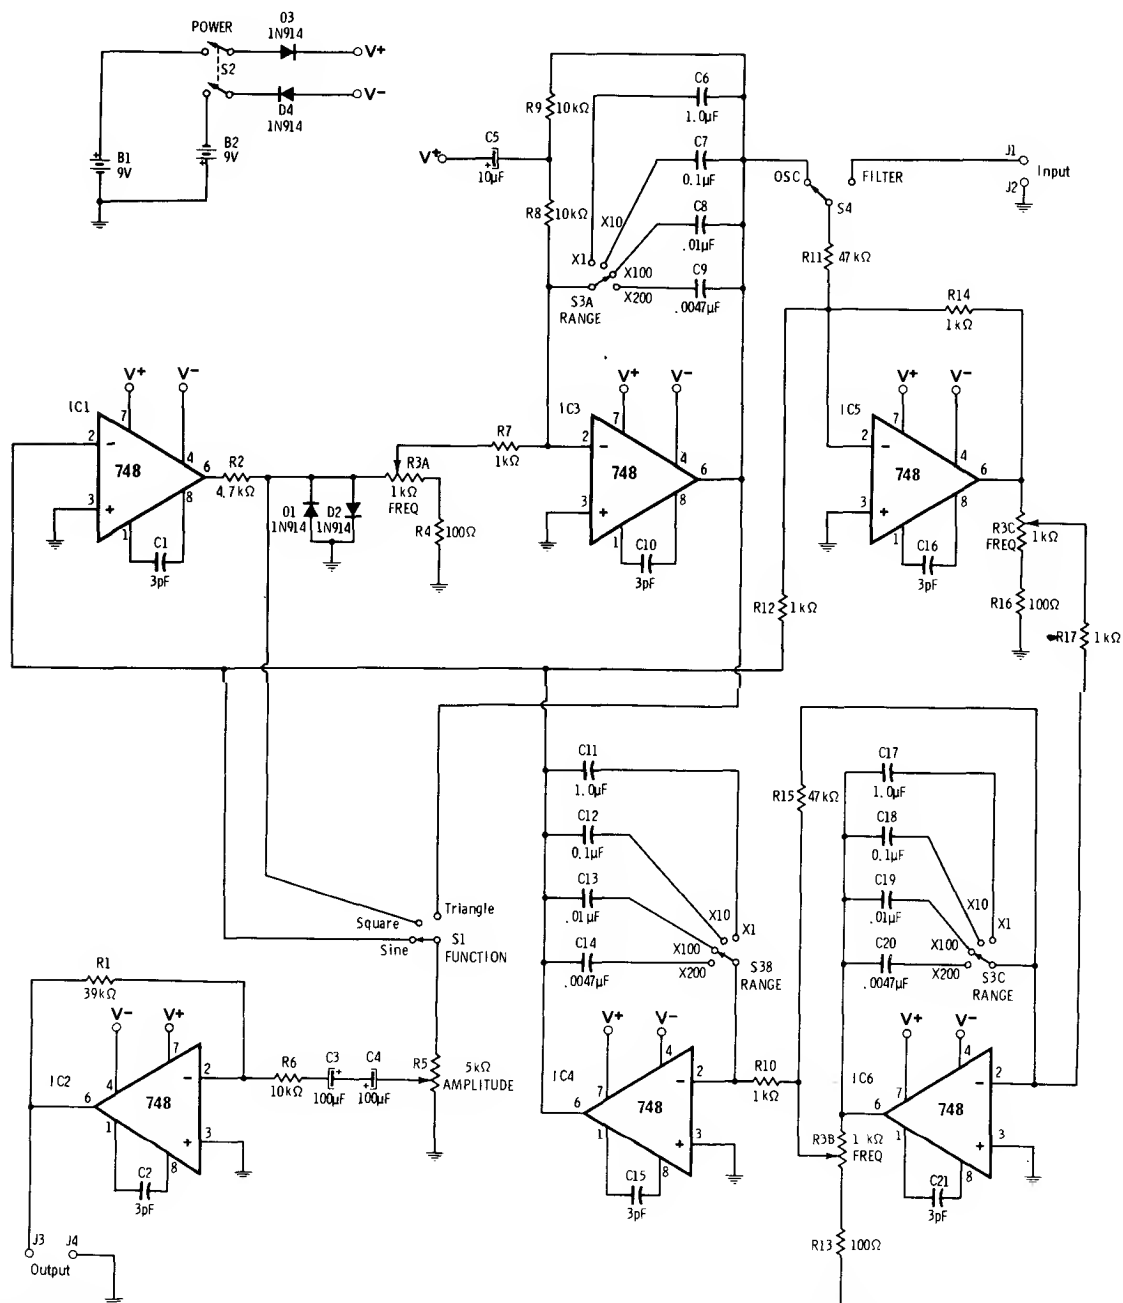 POWER
O3
1N914
V+
S2
V-
D4
1N914
B1
9V
B2
9V
V+
C5
10µF
R9
10kΩ
R8
10kΩ
C6
1.0µF
C7
0.1µF
C8
.01µF
C9
.0047µF
X1
X10
X100
X200
S3A
RANGE
OSC
FILTER
S4
J1
J2
Input
R11
47kΩ
R14
1kΩ
IC1
V+
V-
2
3
7
4
6
8
1
748
C1
3pF
R2
4.7kΩ
O1
1N914
D2
1N914
R3A
1kΩ
FREQ
R4
100Ω
R7
1kΩ
IC3
V+
V-
2
3
7
4
6
8
1
748
C10
3pF
IC5
V+
V-
2
3
7
4
6
8
1
748
C16
3pF
R3C
FREQ
1kΩ
R16
100Ω
R17
1kΩ
R12
1kΩ
C11
1.0µF
C12
0.1µF
C13
.01µF
C14
.0047µF
X10
X1
X100
X200
S3B
RANGE
R15
47kΩ
C17
1.0µF
C18
0.1µF
C19
.01µF
C20
.0047µF
X10
X1
X100
X200
S3C
RANGE
Triangle
Square
Sine
S1
FUNCTION
R1
39kΩ
V-
V+
IC2
7
4
2
6
3
1
8
748
C2
3pF
R6
10kΩ
C3
100µF
C4
100µF
R5
5kΩ
AMPLITUDE
J3
J4
Output
V+
V-
IC4
7
4
2
6
3
1
8
748
C15
3pF
R10
1kΩ
V+
V-
IC6
7
4
2
6
3
1
8
748
C21
3pF
R3B
1 kΩ
FREQ
R13
100Ω